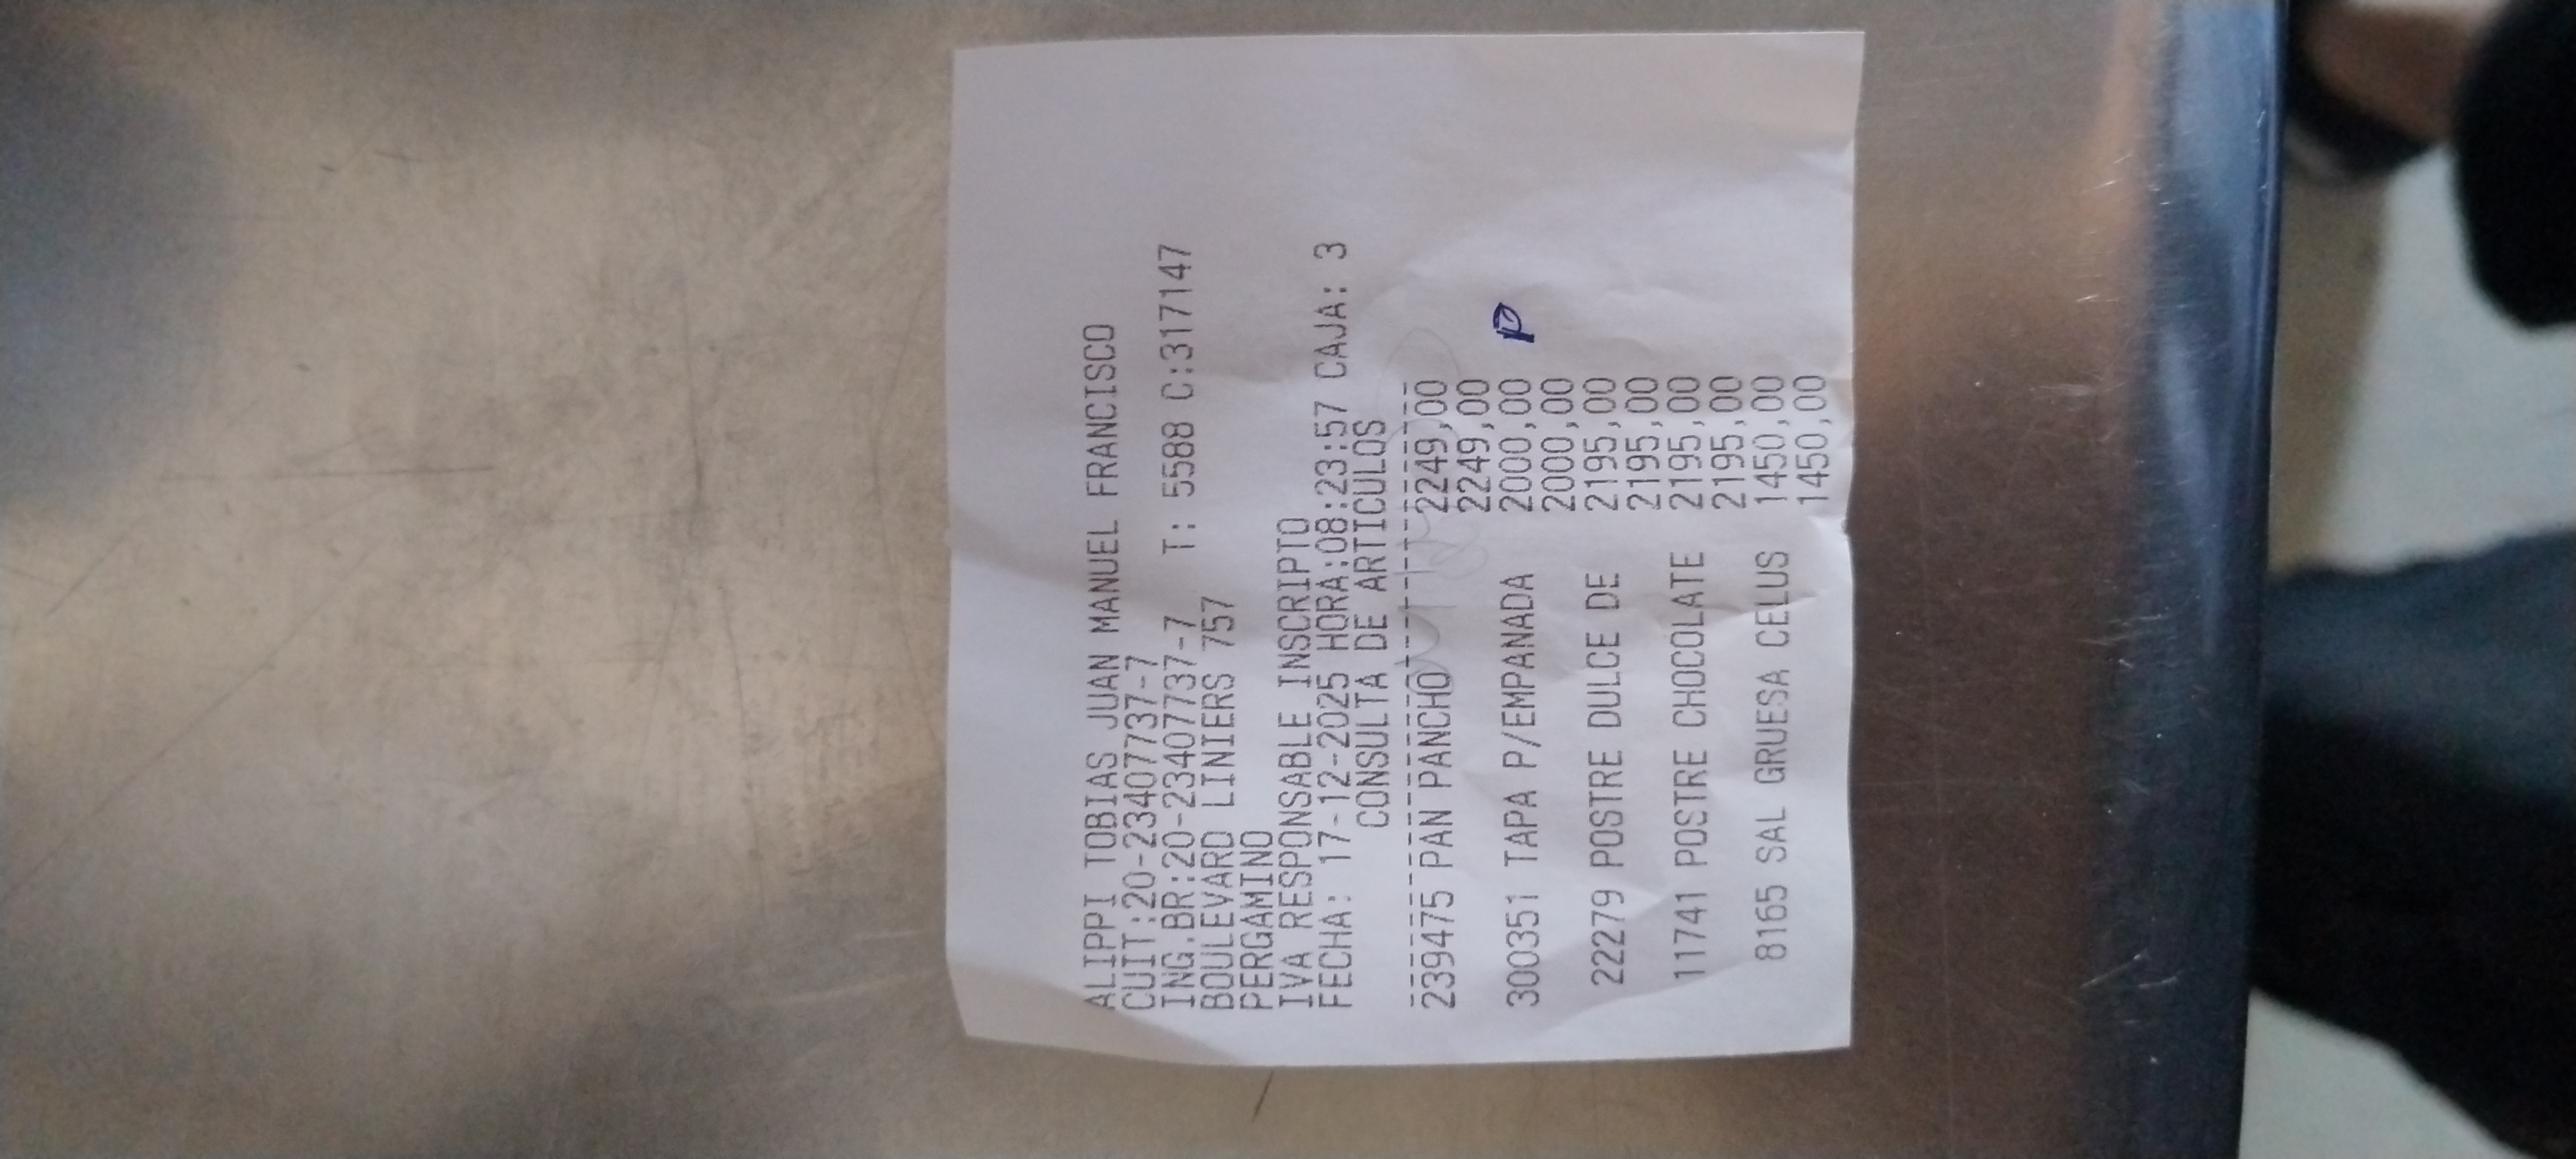 ALIPPI TOBIAS JUAN MANUEL FRANCISCO
CUIT:20-23407737-7
ING.BR:20-23407737-7 T: 5588 C:317147
BOULEVARD LINIERS 757
PERGAMINO
IVA RESPONSABLE INSCRIPTO
FECHA: 17-12-2025 HORA:08:23:57 CAJA: 3
CONSULTA DE ARTICULOS
239475 PAN PANCHO 2249,00
2249,00
300351 TAPA P/EMPANADA 2000,00 P
2000,00
22279 POSTRE DULCE DE 2195,00
2195,00
11741 POSTRE CHOCOLATE 2195,00
2195,00
8165 SAL GRUESA CELUS 1450,00
1450,00